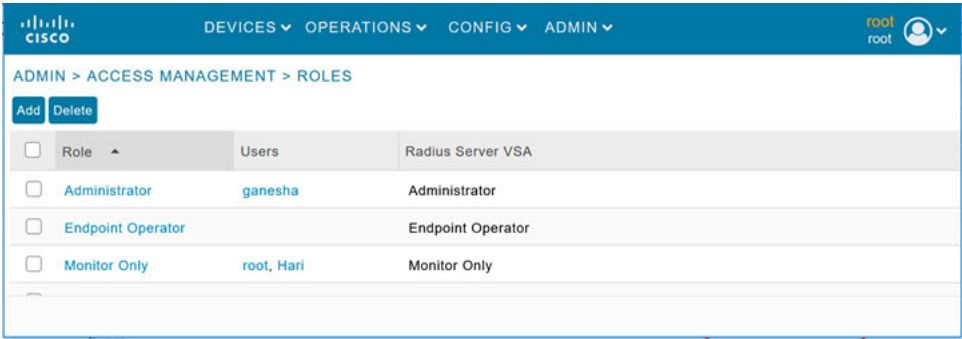 CISCO
DEVICES OPERATIONS CONFIG ADMIN
root
root
ADMIN > ACCESS MANAGEMENT > ROLES
Add Delete
Role Users Radius Server VSA
Administrator ganesha Administrator
Endpoint Operator Endpoint Operator
Monitor Only root, Hari Monitor Only